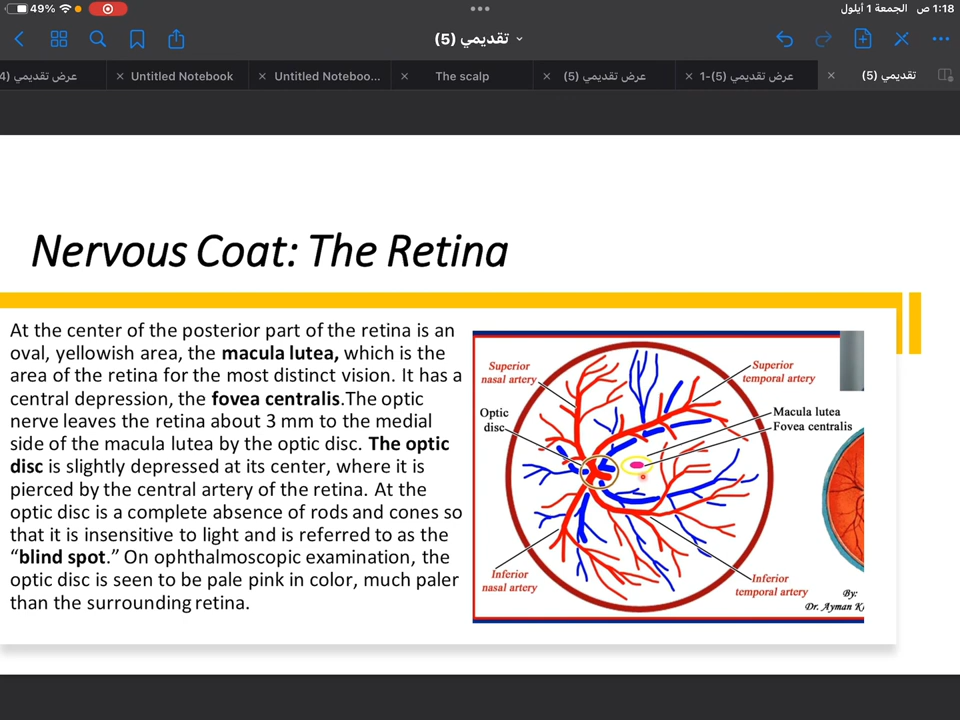 49%
1:18 ص الجمعة 1 أيلول
تقديمي (5)
عرض تقديمي (4
× Untitled Notebook
× Untitled Noteboo...
× The scalp
× عرض تقديمي (5)
× عرض تقديمي (5)-1
× تقديمي (5)
Nervous Coat: The Retina
At the center of the posterior part of the retina is an
oval, yellowish area, the macula lutea, which is the
area of the retina for the most distinct vision. It has a
central depression, the fovea centralis.The optic
nerve leaves the retina about 3 mm to the medial
side of the macula lutea by the optic disc. The optic
disc is slightly depressed at its center, where it is
pierced by the central artery of the retina. At the
optic disc is a complete absence of rods and cones so
that it is insensitive to light and is referred to as the
“blind spot.” On ophthalmoscopic examination, the
optic disc is seen to be pale pink in color, much paler
than the surrounding retina.
Superior
nasal artery
Superior
temporal artery
Optic
disc
Macula lutea
Fovea centralis
Inferior
nasal artery
Inferior
temporal artery
By:
Dr. Ayman